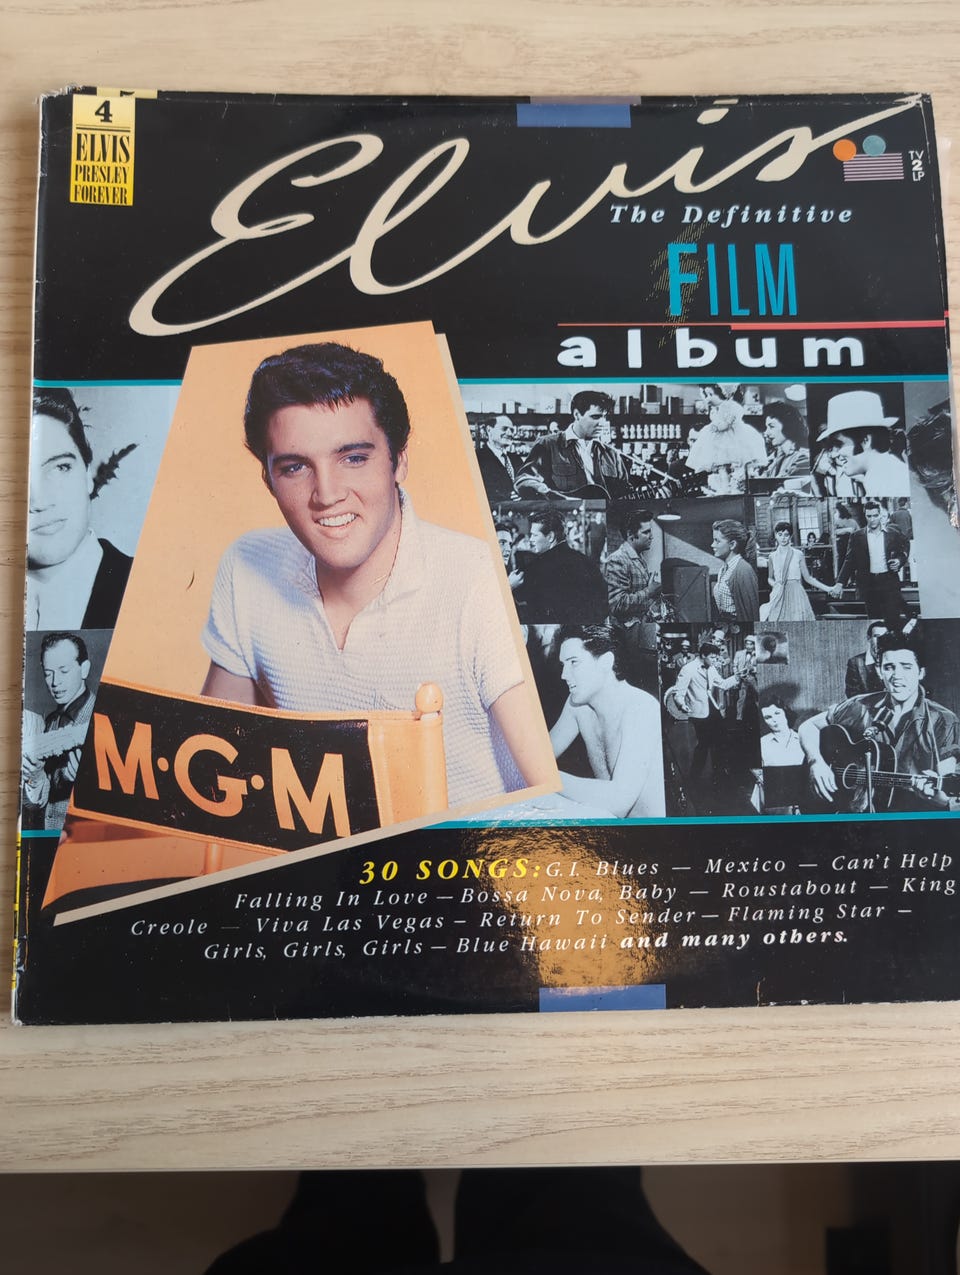 4
ELVIS
PRESLEY
FOREVER
Elvis
TV
2
LP
The Definitive
FILM
album
M·G·M
30 SONGS: G.I. Blues — Mexico — Can't Help
Falling In Love — Bossa Nova, Baby — Roustabout — King
Creole — Viva Las Vegas — Return To Sender — Flaming Star —
Girls, Girls, Girls — Blue Hawaii and many others.